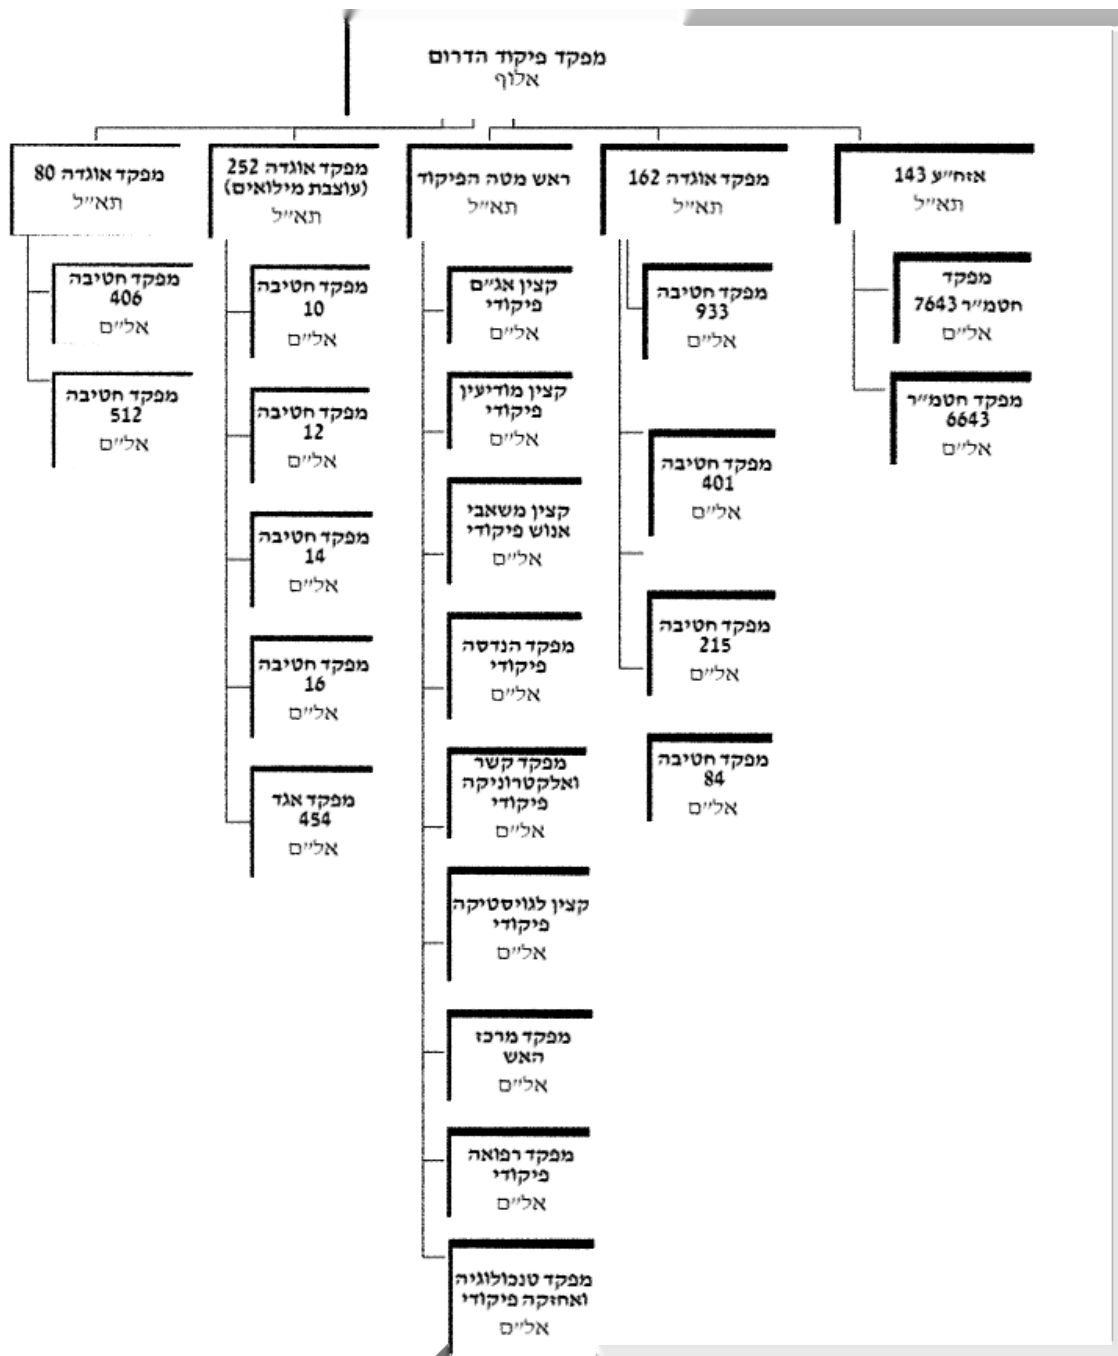 מפקד פיקוד הדרום
אלוף
אזח״ע 143
תא״ל
מפקד
חטמ״ר 7643
אל״ם
מפקד חטמ״ר
6643
אל״ם
מפקד אוגדה 162
תא״ל
מפקד חטיבה
933
אל״ם
מפקד חטיבה
401
אל״ם
מפקד חטיבה
215
אל״ם
מפקד חטיבה
84
אל״ם
ראש מטה הפיקוד
תא״ל
קצין אג״ם
פיקודי
אל״ם
קצין מודיעין
פיקודי
אל״ם
קצין משאבי
אנוש פיקודי
אל״ם
מפקד הנדסה
פיקודי
אל״ם
מפקד קשר
ואלקטרוניקה
פיקודי
אל״ם
קצין לגויסטיקה
פיקודי
אל״ם
מפקד מרכז
האש
אל״ם
מפקד רפואה
פיקודי
אל״ם
מפקד טנכולוגיה
ואחזקה פיקודי
אל״ם
מפקד אוגדה 252
(עוצבת מילואים)
תא״ל
מפקד חטיבה
10
אל״ם
מפקד חטיבה
12
אל״ם
מפקד חטיבה
14
אל״ם
מפקד חטיבה
16
אל״ם
מפקד אגד
454
אל״ם
מפקד אוגדה 80
תא״ל
מפקד חטיבה
406
אל״ם
מפקד חטיבה
512
אל״ם